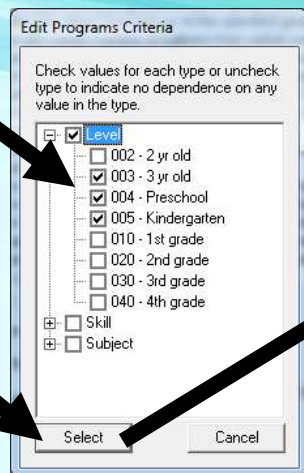 Edit Programs Criteria
Check values for each type or uncheck
type to indicate no dependence on any
value in the type.
Level
002 - 2 yr old
003 - 3 yr old
004 - Preschool
005 - Kindergarten
010 - 1st grade
020 - 2nd grade
030 - 3rd grade
040 - 4th grade
Skill
Subject
Select
Cancel